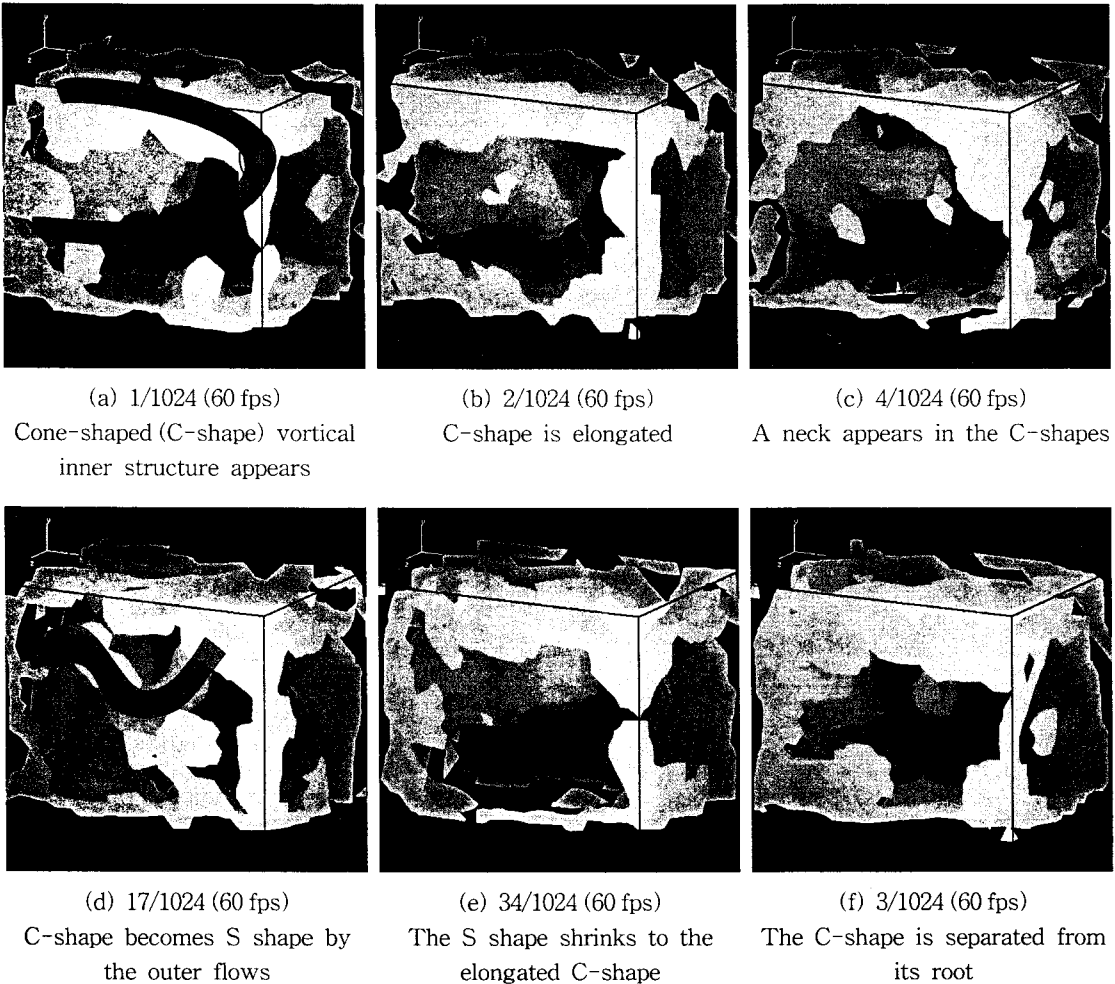 (a) 1/1024 (60 fps)
Cone-shaped (C-shape) vortical
inner structure appears
(b) 2/1024 (60 fps)
C-shape is elongated
(c) 4/1024 (60 fps)
A neck appears in the C-shapes
(d) 17/1024 (60 fps)
C-shape becomes S shape by
the outer flows
(e) 34/1024 (60 fps)
The S shape shrinks to the
elongated C-shape
(f) 3/1024 (60 fps)
The C-shape is separated from
its root